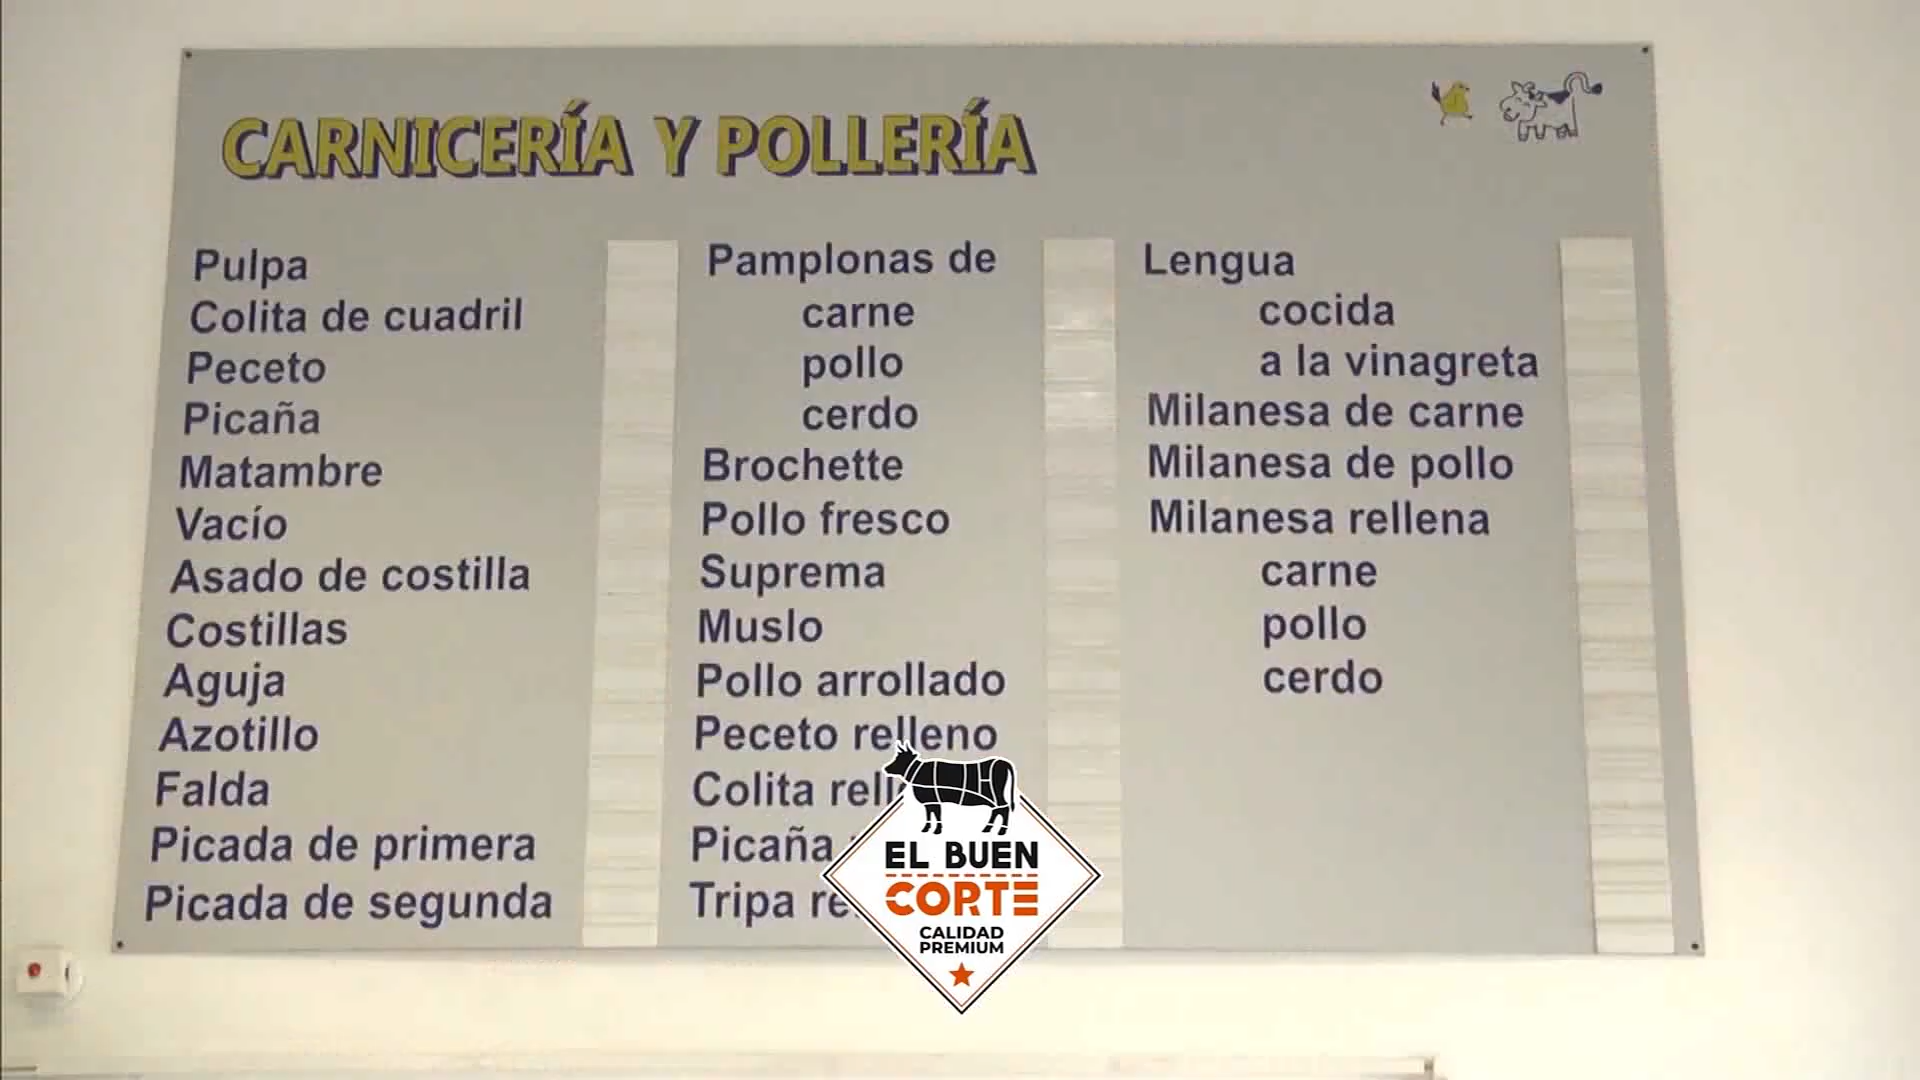 CARNICERÍA Y POLLERÍA
Pulpa
Colita de cuadril
Peceto
Picaña
Matambre
Vacío
Asado de costilla
Costillas
Aguja
Azotillo
Falda
Picada de primera
Picada de segunda
Pamplonas de
carne
pollo
cerdo
Brochette
Pollo fresco
Suprema
Muslo
Pollo arrollado
Peceto relleno
Colita
Picaña
Tripa
Lengua
cocida
a la vinagreta
Milanesa de carne
Milanesa de pollo
Milanesa rellena
carne
pollo
cerdo
EL BUEN
CORTE
CALIDAD
PREMIUM